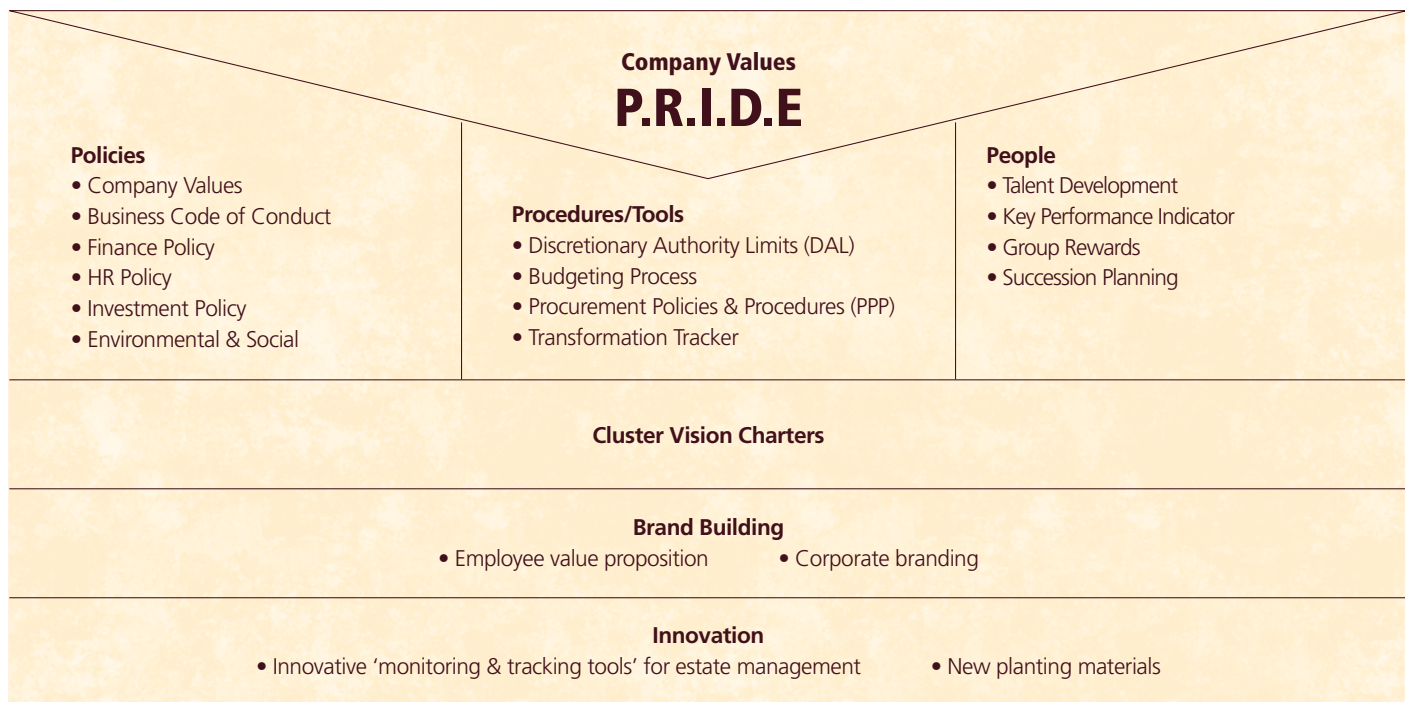 Company Values
P.R.I.D.E
Policies
• Company Values
• Business Code of Conduct
• Finance Policy
• HR Policy
• Investment Policy
• Environmental & Social
Procedures/Tools
• Discretionary Authority Limits (DAL)
• Budgeting Process
• Procurement Policies & Procedures (PPP)
• Transformation Tracker
People
• Talent Development
• Key Performance Indicator
• Group Rewards
• Succession Planning
Cluster Vision Charters
Brand Building
• Employee value proposition • Corporate branding
Innovation
• Innovative ‘monitoring & tracking tools’ for estate management • New planting materials